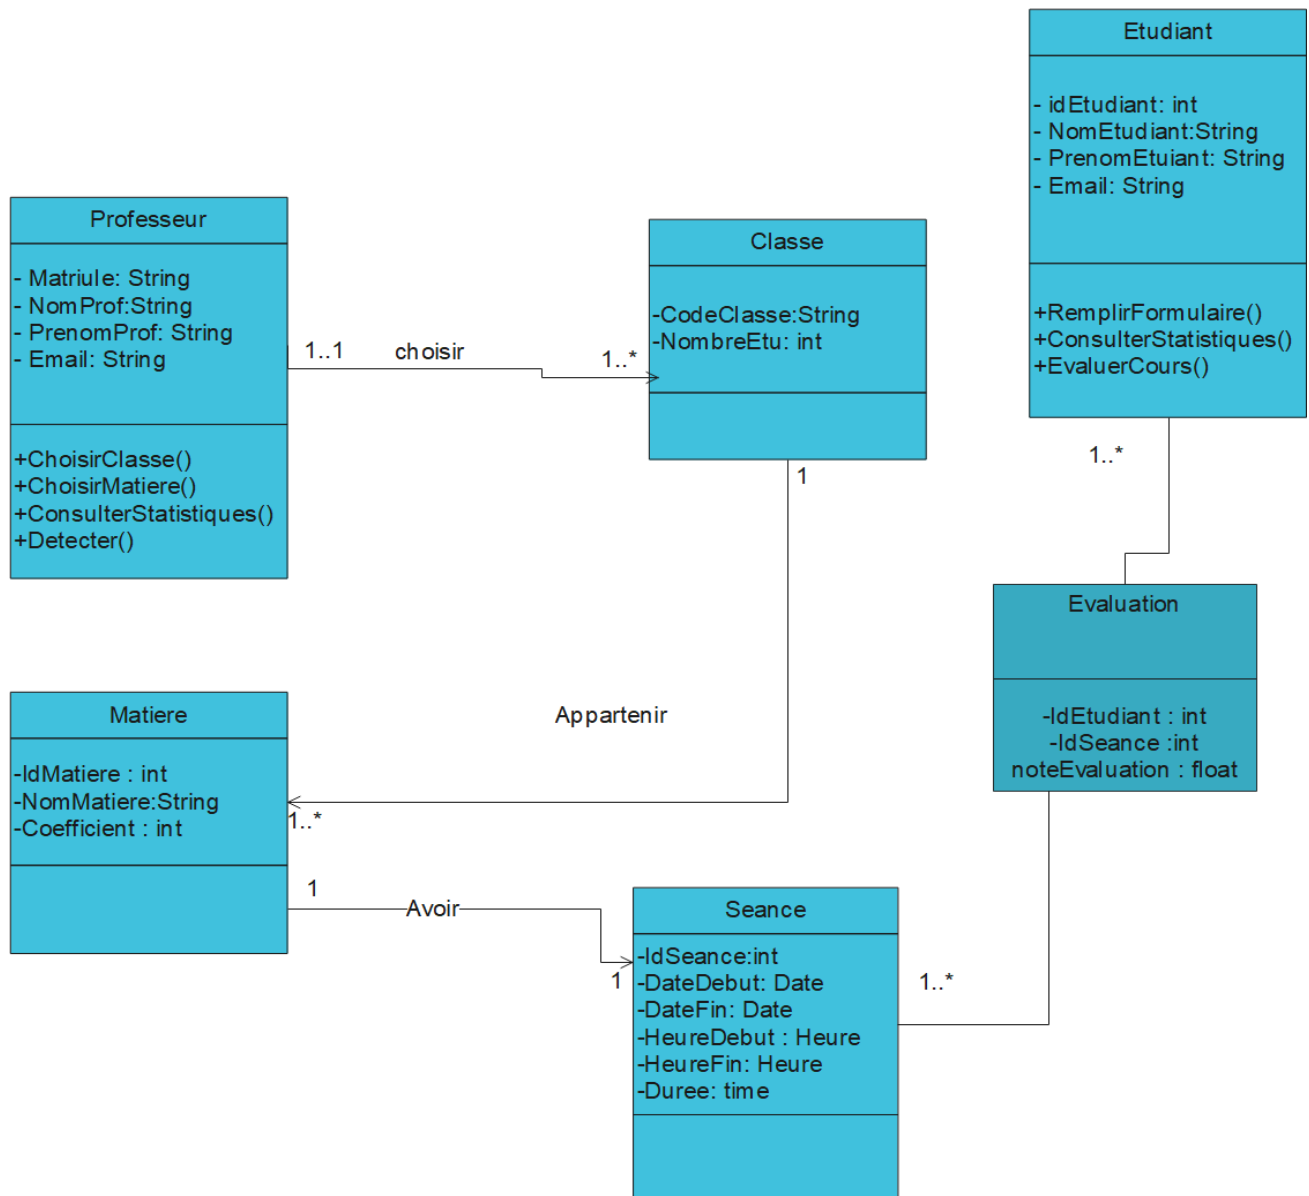 Etudiant
- idEtudiant: int
- NomEtudiant:String
- PrenomEtuiant: String
- Email: String
+RemplirFormulaire()
+ConsulterStatistiques()
+EvaluerCours()
1..*
Professeur
- Matriule: String
- NomProf:String
- PrenomProf: String
- Email: String
+ChoisirClasse()
+ChoisirMatiere()
+ConsulterStatistiques()
+Detecter()
1..1
choisir
1..*
Classe
-CodeClasse:String
-NombreEtu: int
1
Appartenir
1..*
Evaluation
-IdEtudiant : int
-IdSeance :int
noteEvaluation : float
Matiere
-IdMatiere : int
-NomMatiere:String
-Coefficient : int
1
Avoir
1
Seance
-IdSeance:int
-DateDebut: Date
-DateFin: Date
-HeureDebut : Heure
-HeureFin: Heure
-Duree: time
1..*